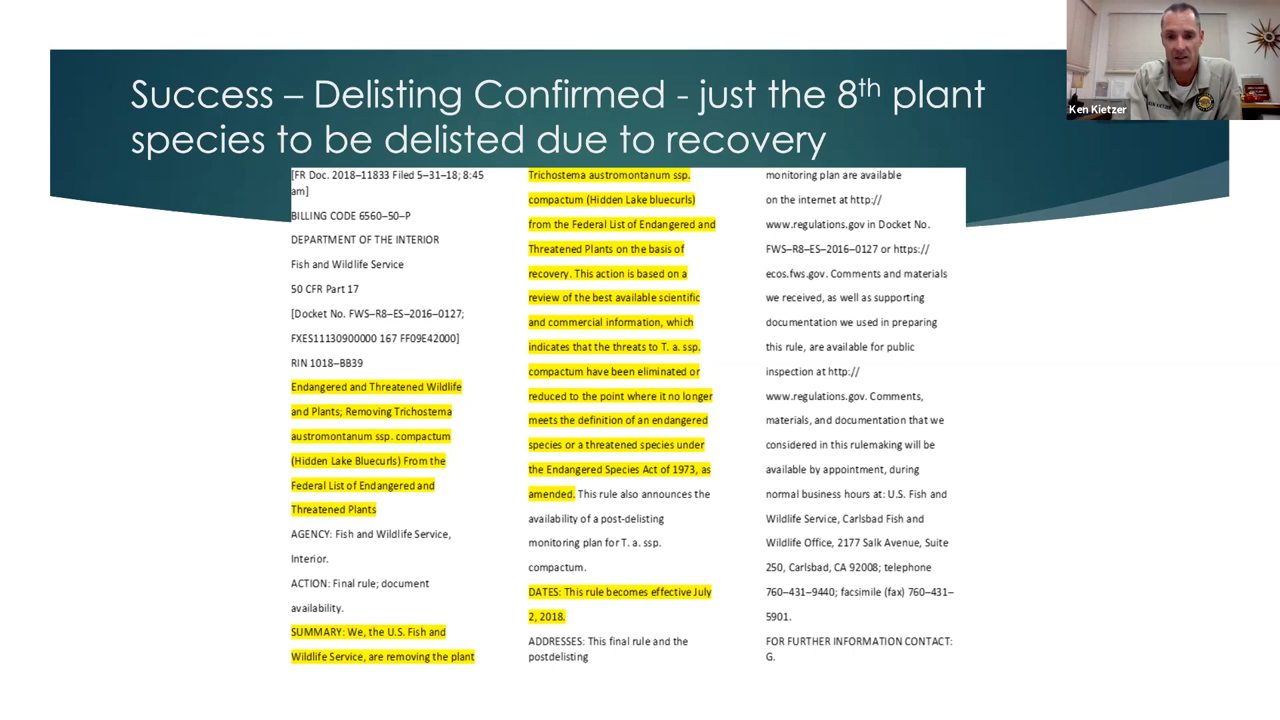 Success – Delisting Confirmed - just the 8th plant
species to be delisted due to recovery
Ken Kietzer
[FR Doc. 2018–11833 Filed 5–31–18; 8:45
am]
BILLING CODE 6560–50–P
DEPARTMENT OF THE INTERIOR
Fish and Wildlife Service
50 CFR Part 17
[Docket No. FWS–R8–ES–2016–0127;
FXES11130900000 167 FF09E42000]
RIN 1018–BB39
Endangered and Threatened Wildlife
and Plants; Removing Trichostema
austromontanum ssp. compactum
(Hidden Lake Bluecurls) From the
Federal List of Endangered and
Threatened Plants
AGENCY: Fish and Wildlife Service,
Interior.
ACTION: Final rule; document
availability.
SUMMARY: We, the U.S. Fish and
Wildlife Service, are removing the plant
Trichostema austromontanum ssp.
compactum (Hidden Lake bluecurls)
from the Federal List of Endangered and
Threatened Plants on the basis of
recovery. This action is based on a
review of the best available scientific
and commercial information, which
indicates that the threats to T. a. ssp.
compactum have been eliminated or
reduced to the point where it no longer
meets the definition of an endangered
species or a threatened species under
the Endangered Species Act of 1973, as
amended. This rule also announces the
availability of a post-delisting
monitoring plan for T. a. ssp.
compactum.
DATES: This rule becomes effective July
2, 2018.
ADDRESSES: This final rule and the
postdelisting
monitoring plan are available
on the internet at http://
www.regulations.gov in Docket No.
FWS–R8–ES–2016–0127 or https://
ecos.fws.gov. Comments and materials
we received, as well as supporting
documentation we used in preparing
this rule, are available for public
inspection at http://
www.regulations.gov. Comments,
materials, and documentation that we
considered in this rulemaking will be
available by appointment, during
normal business hours at: U.S. Fish and
Wildlife Service, Carlsbad Fish and
Wildlife Office, 2177 Salk Avenue, Suite
250, Carlsbad, CA 92008; telephone
760–431–9440; facsimile (fax) 760–431–
5901.
FOR FURTHER INFORMATION CONTACT:
G.